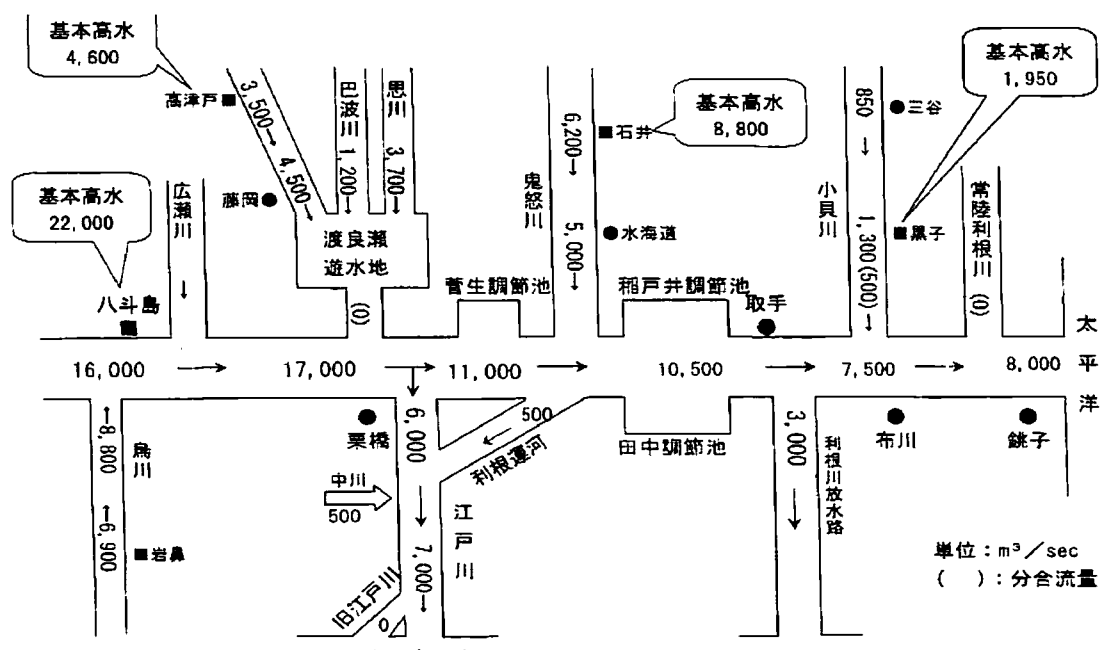 基本高水
4,600
高津戸
3,500→
4,500→
巴波川
1,200→
思川
3,700→
6,200→
石井
基本高水
8,800
850→
三谷
基本高水
1,950
基本高水
22,000
広瀬川
藤岡
渡良瀬
遊水地
(0)
鬼怒川
5,000→
水海道
小貝川
1,300(500)→
黒子
常陸利根川
(0)
八斗島
菅生調節池
稲戸井調節池
取手
16,000
17,000
11,000
10,500
7,500
8,000
太平洋
←8,800
←6,900
烏川
岩鼻
栗橋
6,000
500
利根運河
田中調節池
3,000
利根川放水路
布川
銚子
中川
500
7,000→
江戸川
旧江戸川
0
単位：m³／sec
(　)：分合流量